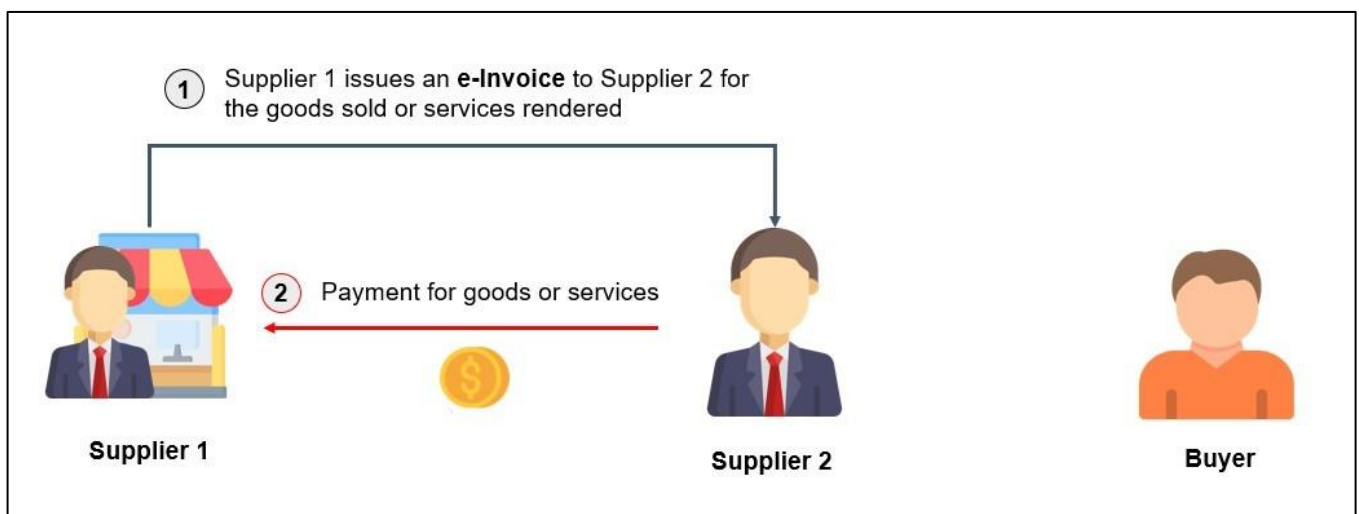 1
Supplier 1 issues an e-Invoice to Supplier 2 for
the goods sold or services rendered
2
Payment for goods or services
$
Supplier 1
Supplier 2
Buyer